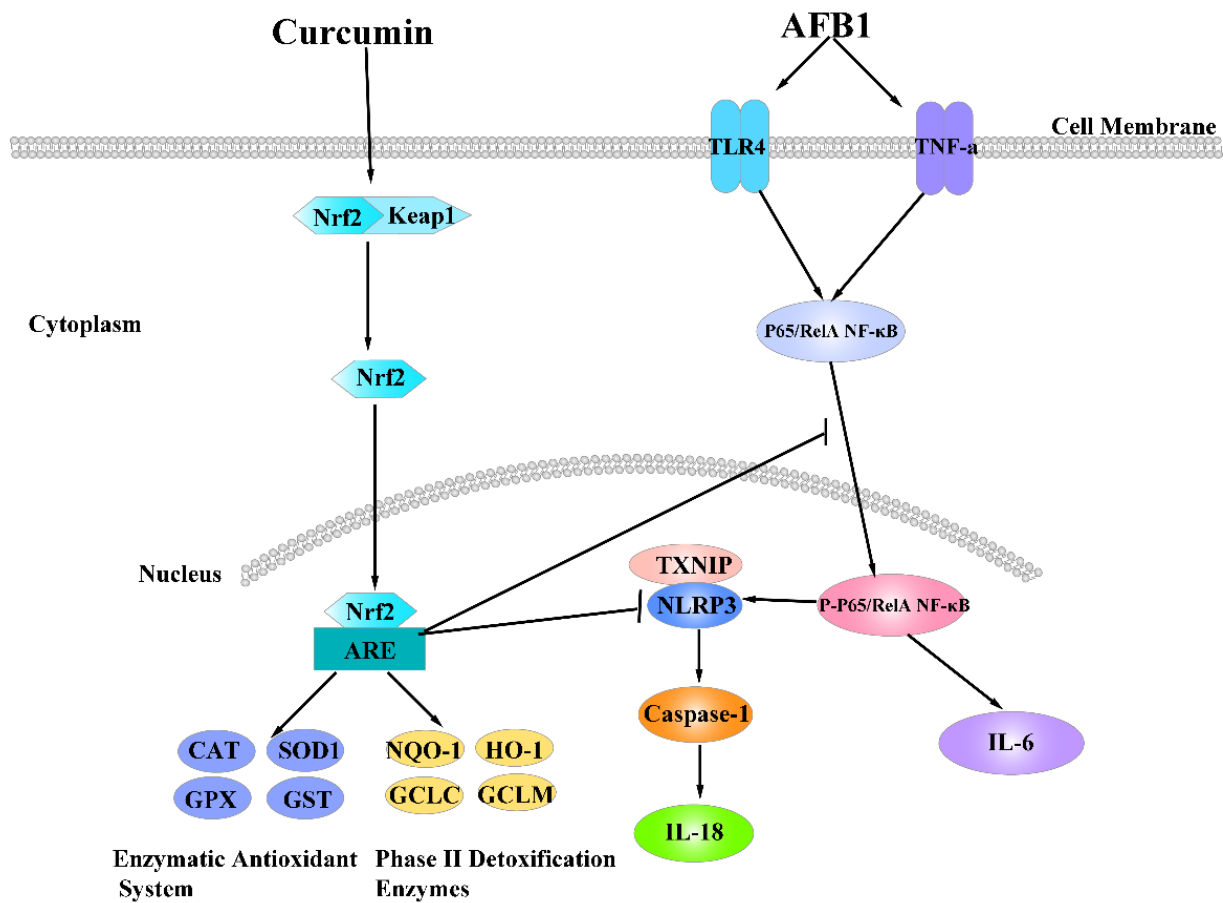 Curcumin
AFB1
Cell Membrane
TLR4
TNF-a
Nrf2
Keap1
Cytoplasm
P65/RelA NF-κB
Nrf2
TXNIP
Nucleus
Nrf2
NLRP3
P-P65/RelA NF-κB
ARE
Caspase-1
CAT
SOD1
NQO-1
HO-1
IL-6
GPX
GST
GCLC
GCLM
IL-18
Enzymatic Antioxidant
System
Phase II Detoxification
Enzymes